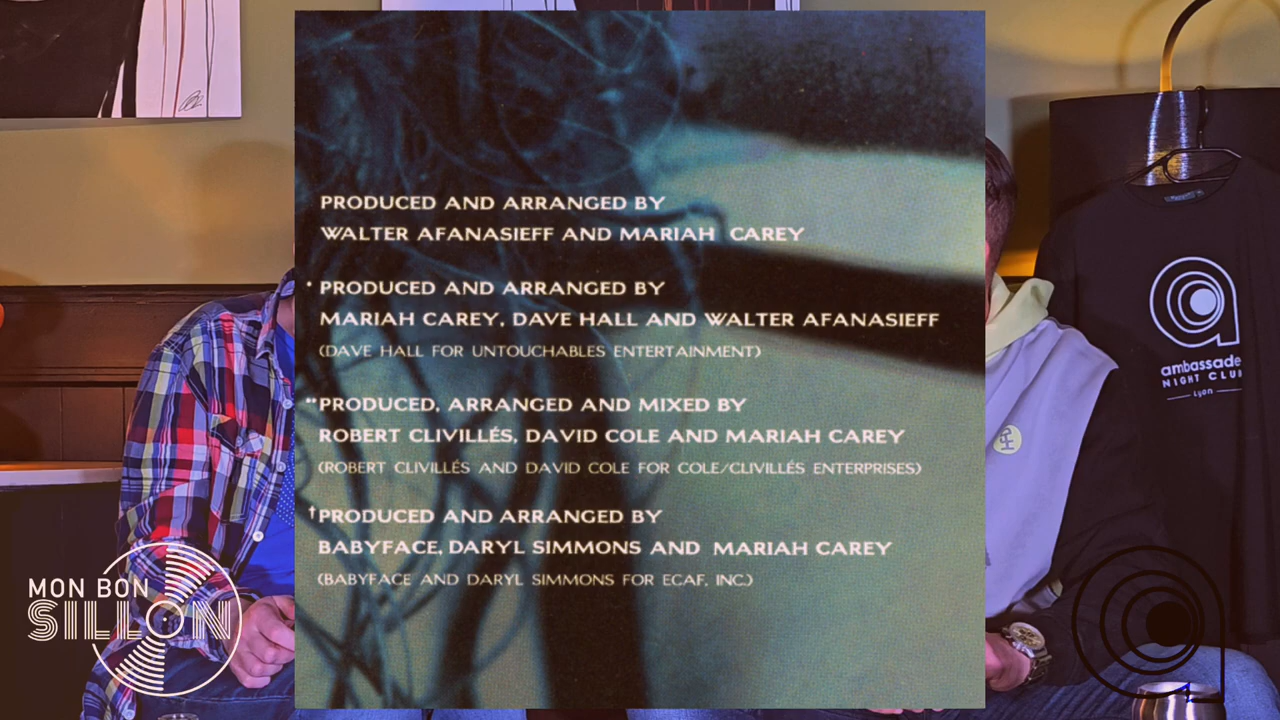 PRODUCED AND ARRANGED BY
WALTER AFANASIEFF AND MARIAH CAREY
• PRODUCED AND ARRANGED BY
MARIAH CAREY, DAVE HALL AND WALTER AFANASIEFF
(DAVE HALL FOR UNTOUCHABLES ENTERTAINMENT)
••PRODUCED, ARRANGED AND MIXED BY
ROBERT CLIVILLÉS, DAVID COLE AND MARIAH CAREY
(ROBERT CLIVILLÉS AND DAVID COLE FOR COLE/CLIVILLÉS ENTERPRISES)
†PRODUCED AND ARRANGED BY
BABYFACE, DARYL SIMMONS AND MARIAH CAREY
(BABYFACE AND DARYL SIMMONS FOR ECAF, INC.)
MON BON
SILLON
ambassade
NIGHT CLUB
Lyon